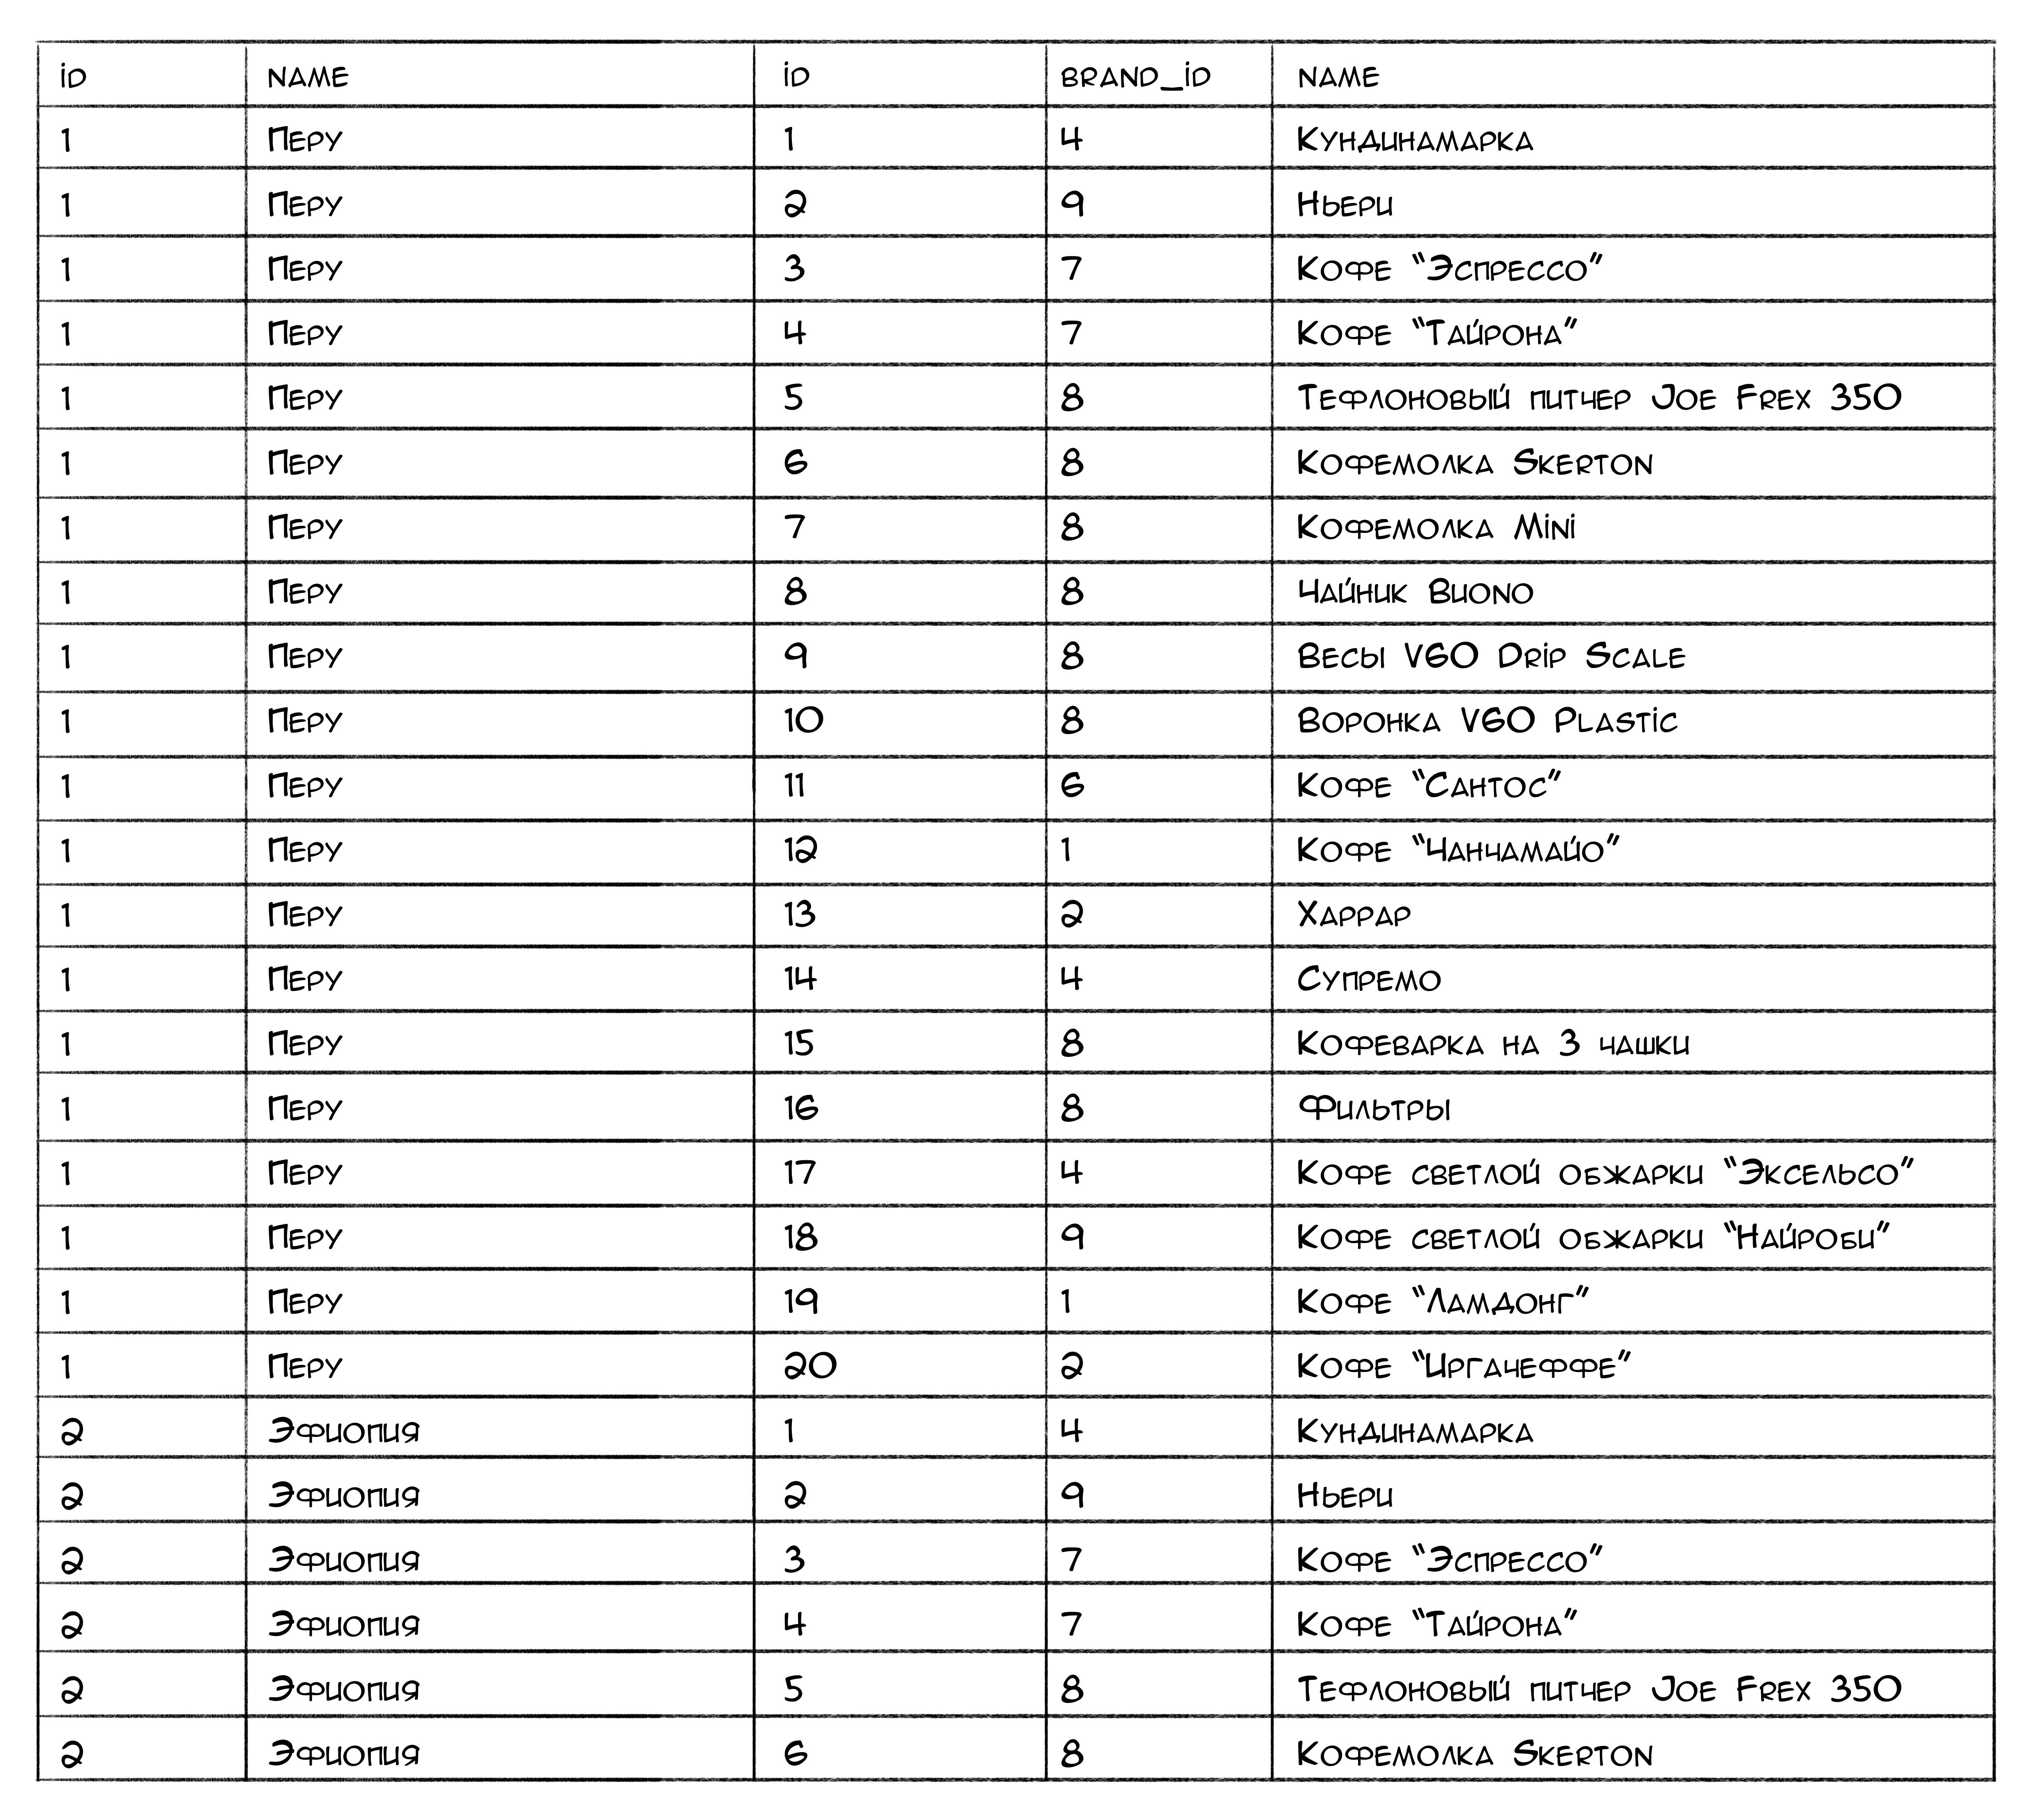 id name id brand_id name
1 Перу 1 4 Кундинамарка
1 Перу 2 9 Ньери
1 Перу 3 7 Кофе "Эспрессо"
1 Перу 4 7 Кофе "Тайрона"
1 Перу 5 8 Тефлоновый питчер Joe Frex 350
1 Перу 6 8 Кофемолка Skerton
1 Перу 7 8 Кофемолка Mini
1 Перу 8 8 Чайник Buono
1 Перу 9 8 Весы V60 Drip Scale
1 Перу 10 8 Воронка V60 Plastic
1 Перу 11 6 Кофе "Сантос"
1 Перу 12 1 Кофе "Чанчамайо"
1 Перу 13 2 Харрар
1 Перу 14 4 Супремо
1 Перу 15 8 Кофеварка на 3 чашки
1 Перу 16 8 Фильтры
1 Перу 17 4 Кофе светлой обжарки "Эксельсо"
1 Перу 18 9 Кофе светлой обжарки "Найроби"
1 Перу 19 1 Кофе "Ламдонг"
1 Перу 20 2 Кофе "Иргачеффе"
2 Эфиопия 1 4 Кундинамарка
2 Эфиопия 2 9 Ньери
2 Эфиопия 3 7 Кофе "Эспрессо"
2 Эфиопия 4 7 Кофе "Тайрона"
2 Эфиопия 5 8 Тефлоновый питчер Joe Frex 350
2 Эфиопия 6 8 Кофемолка Skerton